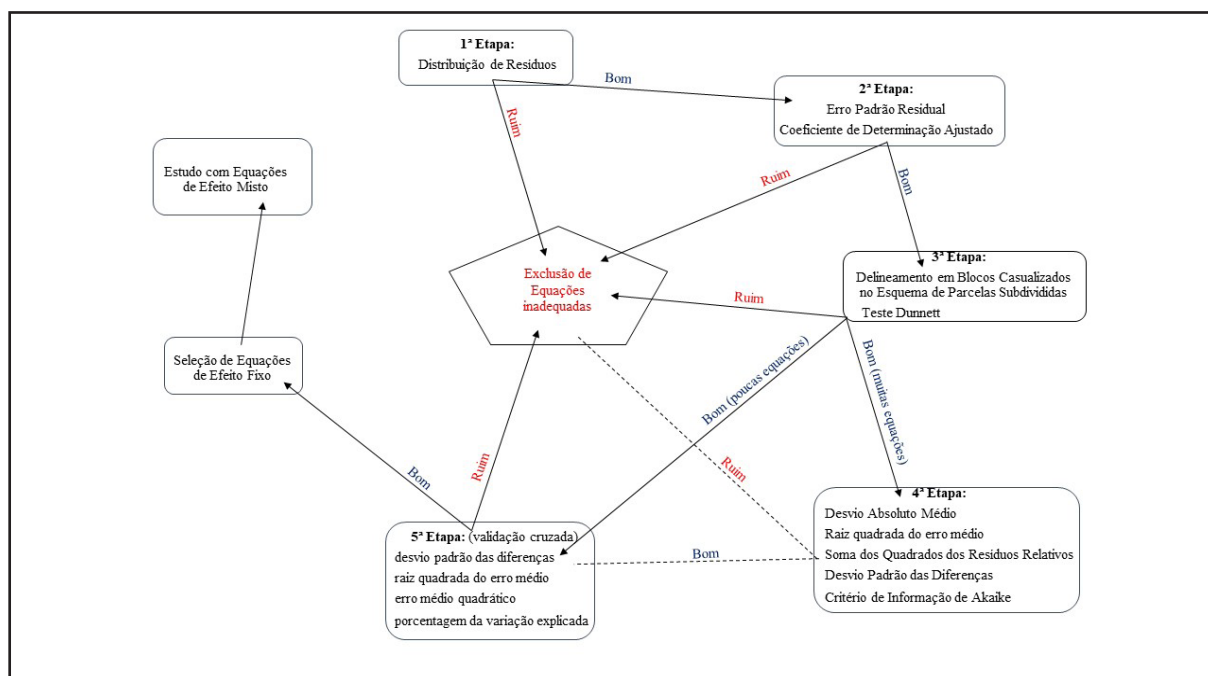 1ª Etapa:
Distribuição de Resíduos
Bom
Ruim
2ª Etapa:
Erro Padrão Residual
Coeficiente de Determinação Ajustado
Ruim
Bom
Estudo com Equações
de Efeito Misto
Exclusão de
Equações
inadequadas
3ª Etapa:
Delineamento em Blocos Casualizados
no Esquema de Parcelas Subdivididas
Teste Dunnett
Ruim
Bom (poucas equações)
Bom (muitas equações)
Seleção de Equações
de Efeito Fixo
Bom
Ruim
Ruim
4ª Etapa:
Desvio Absoluto Médio
Raiz quadrada do erro médio
Soma dos Quadrados dos Resíduos Relativos
Desvio Padrão das Diferenças
Critério de Informação de Akaike
Bom
5ª Etapa: (validação cruzada)
desvio padrão das diferenças
raiz quadrada do erro médio
erro médio quadrático
porcentagem da variação explicada